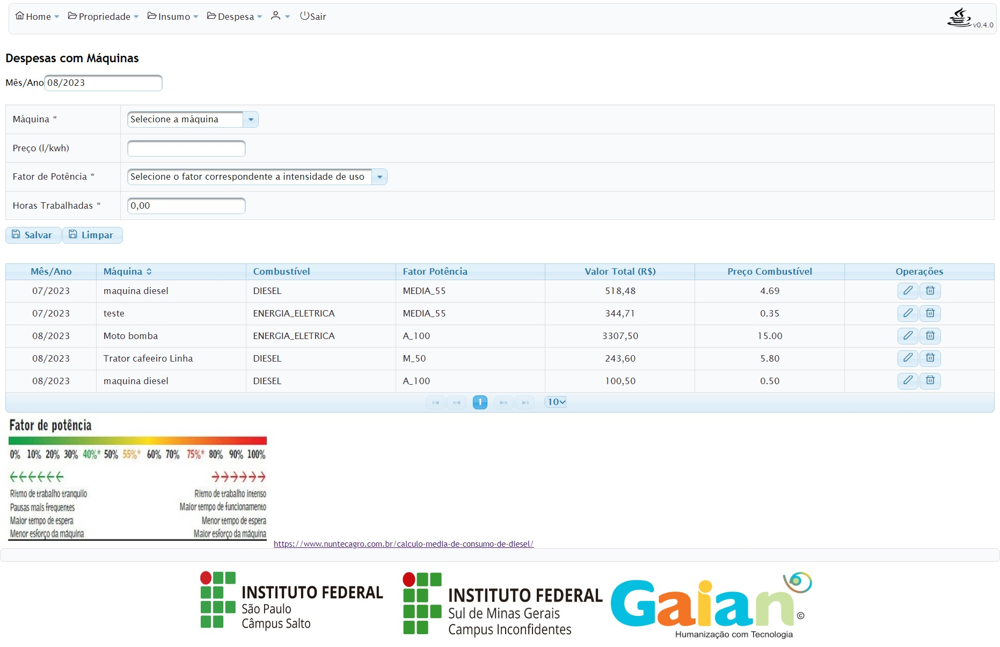 Home Propriedade Insumo Despesa Sair
v0.4.0
Despesas com Máquinas
Mês/Ano 08/2023
Máquina * Selecione a máquina
Preço (l/kwh)
Fator de Potência * Selecione o fator correspondente a intensidade de uso
Horas Trabalhadas * 0,00
Salvar Limpar
Mês/Ano Máquina Combustível Fator Potência Valor Total (R$) Preço Combustível Operações
07/2023 maquina diesel DIESEL MEDIA_55 518,48 4.69
07/2023 teste ENERGIA_ELETRICA MEDIA_55 344,71 0.35
08/2023 Moto bomba ENERGIA_ELETRICA A_100 3307,50 15.00
08/2023 Trator cafeeiro Linha DIESEL M_50 243,60 5.80
08/2023 maquina diesel DIESEL A_100 100,50 0.50
1 10
Fator de potência
0% 10% 20% 30% 40%* 50% 55%* 60% 70% 75%* 80% 90% 100%
Ritmo de trabalho tranquilo Ritmo de trabalho intenso
Pausas mais frequentes Maior tempo de funcionamento
Maior tempo de espera Menor tempo de espera
Menor esforço da máquina Maior esforço da máquina
https://www.nuntecagro.com.br/calculo-media-de-consumo-de-diesel/
INSTITUTO FEDERAL
São Paulo
Câmpus Salto
INSTITUTO FEDERAL
Sul de Minas Gerais
Campus Inconfidentes
Gaian ©
Humanização com Tecnologia